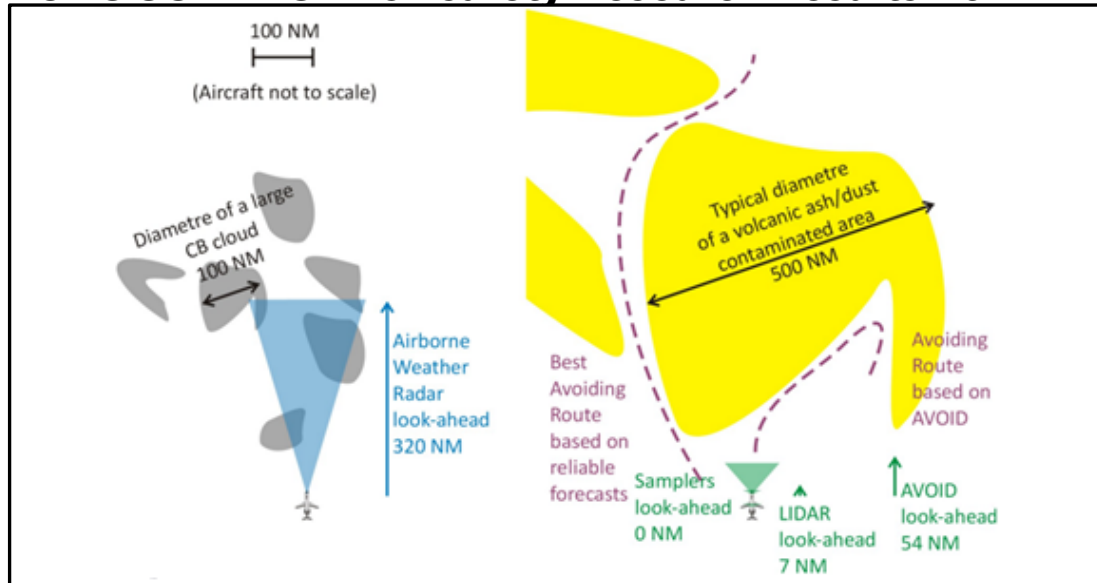 100 NM
(Aircraft not to scale)
Diametre of a large
CB cloud
100 NM
Airborne
Weather
Radar
look-ahead
320 NM
Typical diametre
of a volcanic ash/dust
contaminated area
500 NM
Best
Avoiding
Route
based on
reliable
forecasts
Avoiding
Route
based on
AVOID
Samplers
look-ahead
0 NM
LIDAR
look-ahead
7 NM
AVOID
look-ahead
54 NM